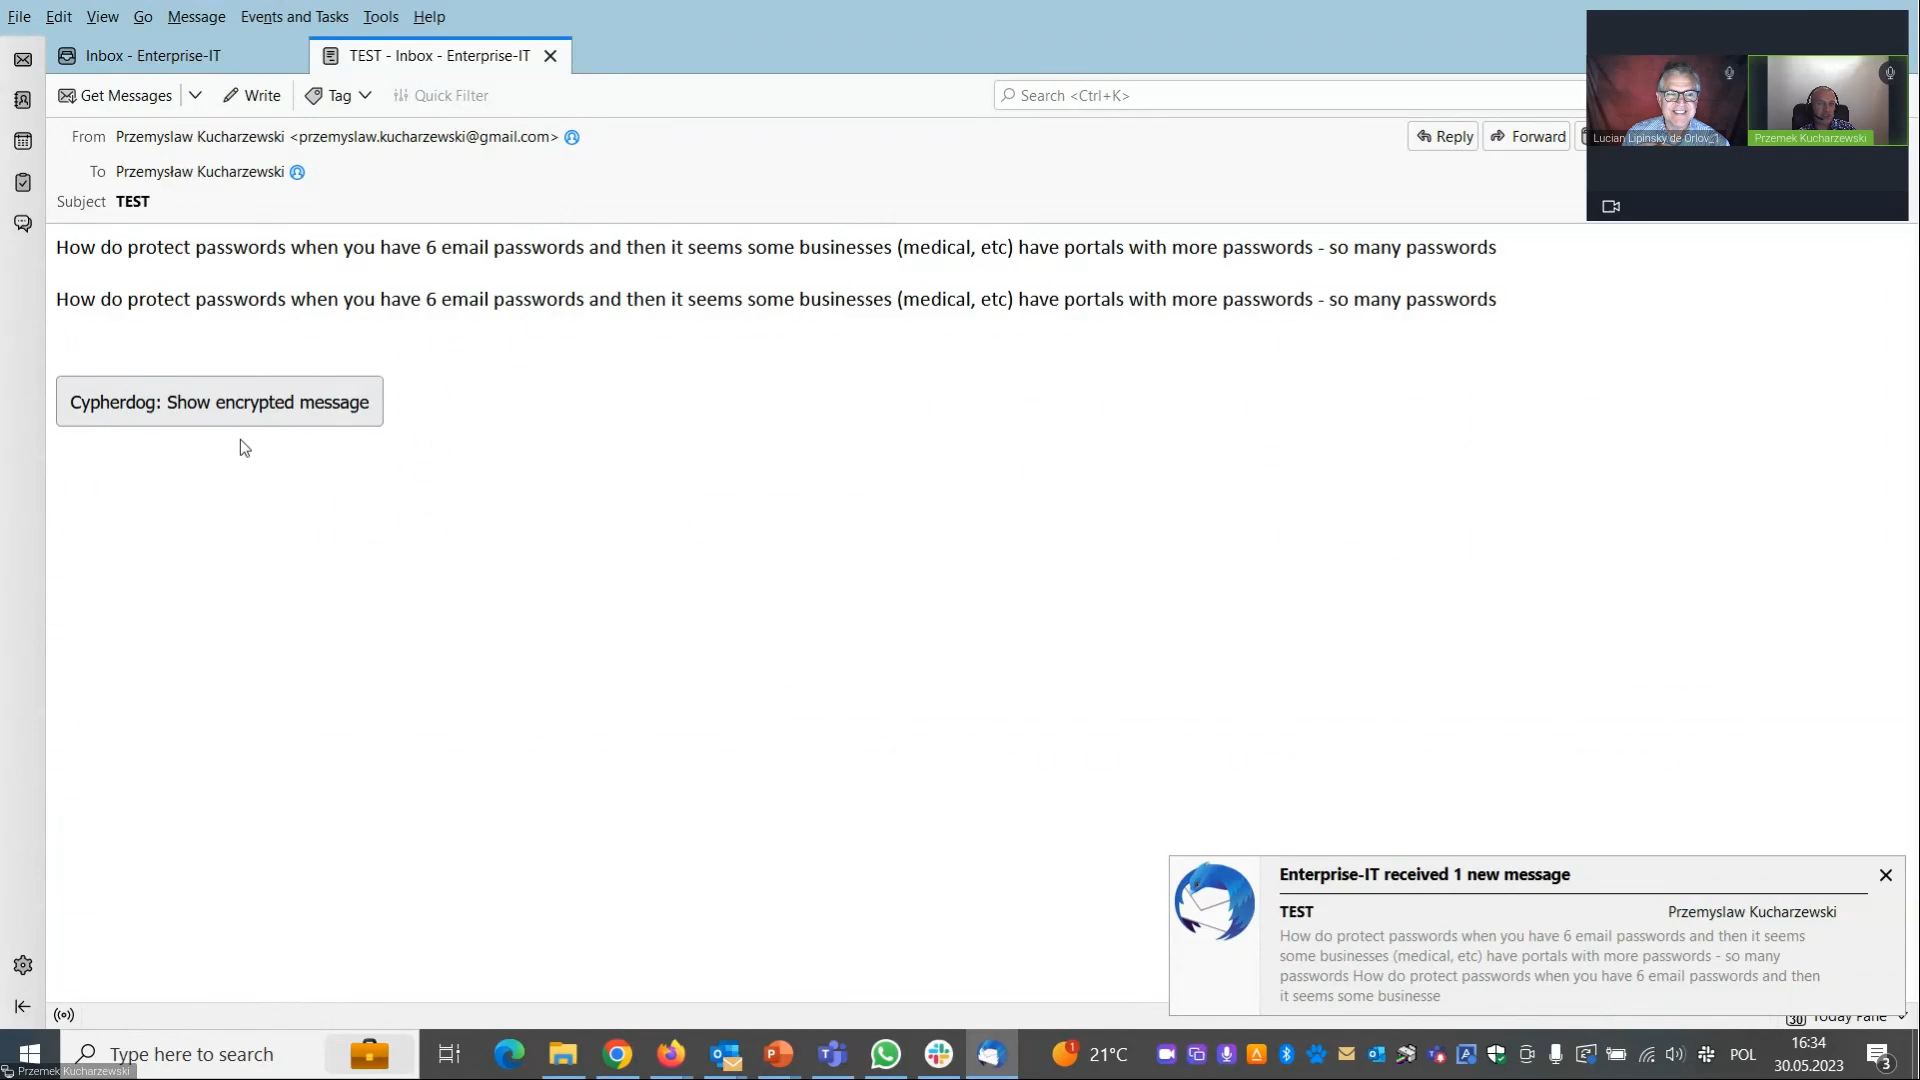 File Edit View Go Message Events and Tasks Tools Help
Inbox - Enterprise-IT
TEST - Inbox - Enterprise-IT
Get Messages Write Tag Quick Filter
Search <Ctrl+K>
From Przemyslaw Kucharzewski <przemyslaw.kucharzewski@gmail.com>
Reply Forward
To Przemysław Kucharzewski
Subject TEST
Lucian Lipinsky de Orlov_1
Przemek Kucharzewski
How do protect passwords when you have 6 email passwords and then it seems some businesses (medical, etc) have portals with more passwords - so many passwords
How do protect passwords when you have 6 email passwords and then it seems some businesses (medical, etc) have portals with more passwords - so many passwords
Cypherdog: Show encrypted message
Enterprise-IT received 1 new message
TEST Przemyslaw Kucharzewski
How do protect passwords when you have 6 email passwords and then it seems
some businesses (medical, etc) have portals with more passwords - so many
passwords How do protect passwords when you have 6 email passwords and then
it seems some businesse
30 Today Pane
Type here to search
21°C
POL
16:34
30.05.2023
3
Przemek Kucharzewski